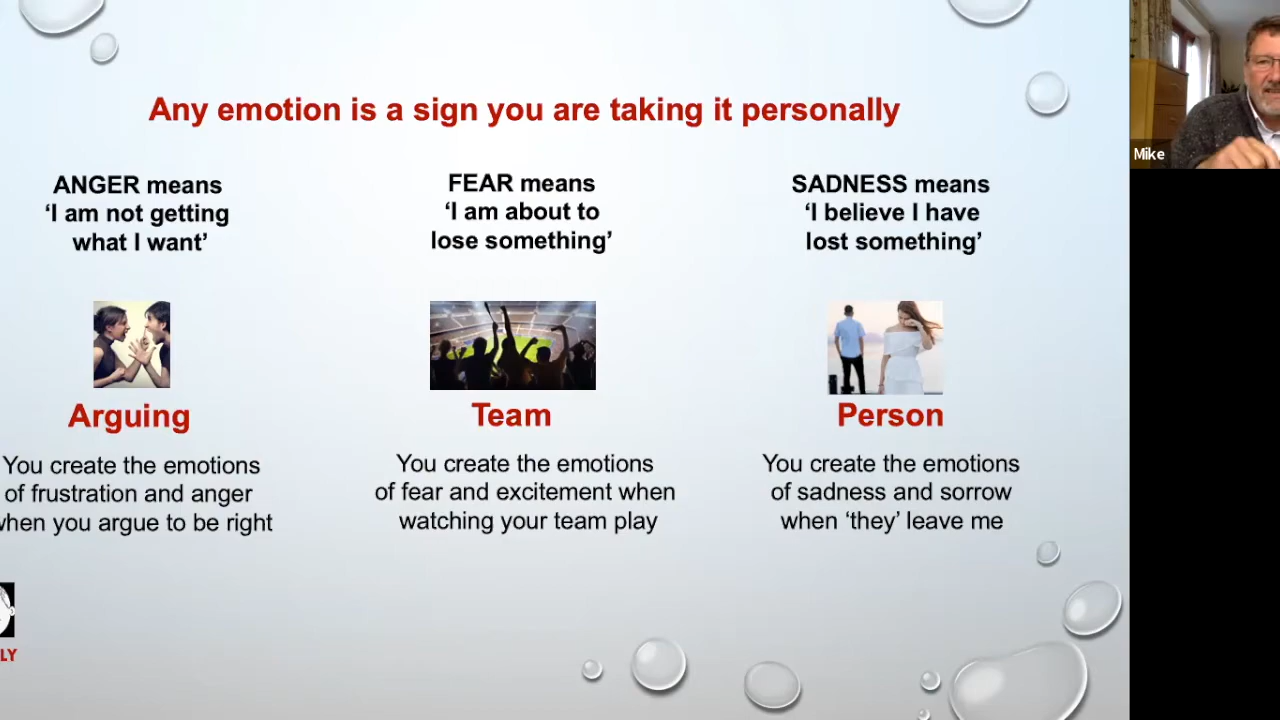 Any emotion is a sign you are taking it personally
ANGER means
‘I am not getting
what I want’
FEAR means
‘I am about to
lose something’
SADNESS means
‘I believe I have
lost something’
Arguing
You create the emotions
of frustration and anger
when you argue to be right
Team
You create the emotions
of fear and excitement when
watching your team play
Person
You create the emotions
of sadness and sorrow
when ‘they’ leave me
LY
Mike